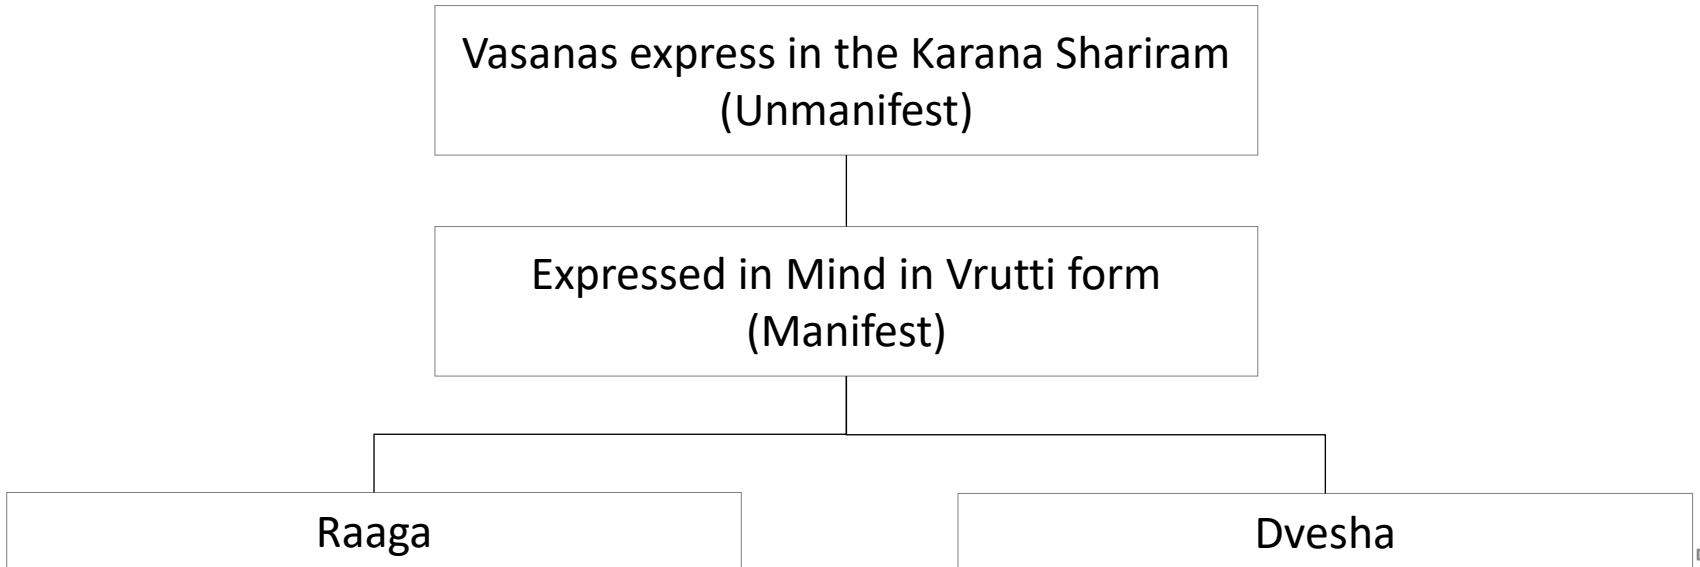 Vasanas express in the Karana Shariram
(Unmanifest)
Expressed in Mind in Vrutti form
(Manifest)
Raaga
Dvesha